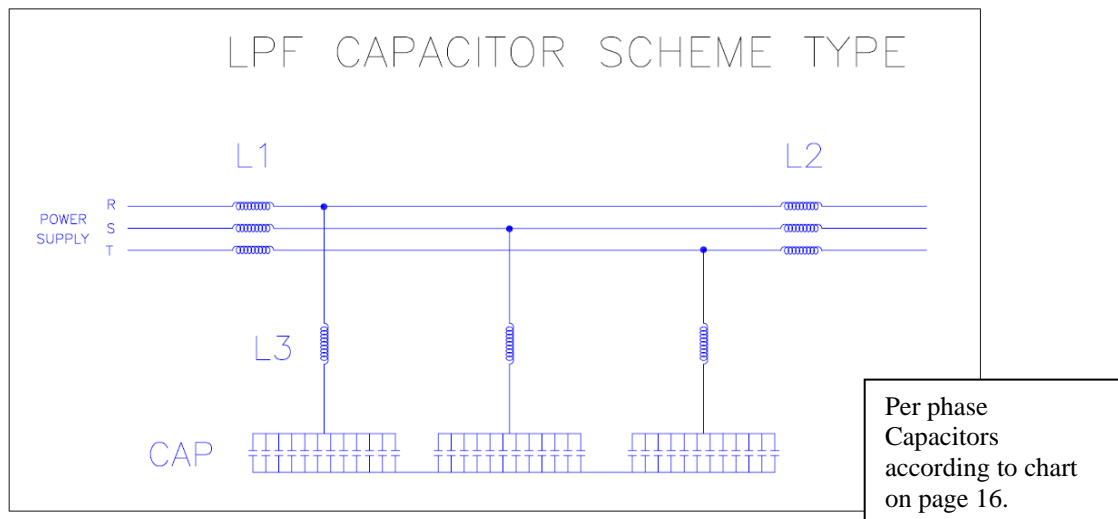 LPF CAPACITOR SCHEME TYPE
L1
L2
R
POWER
S
SUPPLY
T
L3
CAP
Per phase
Capacitors
according to chart
on page 16.